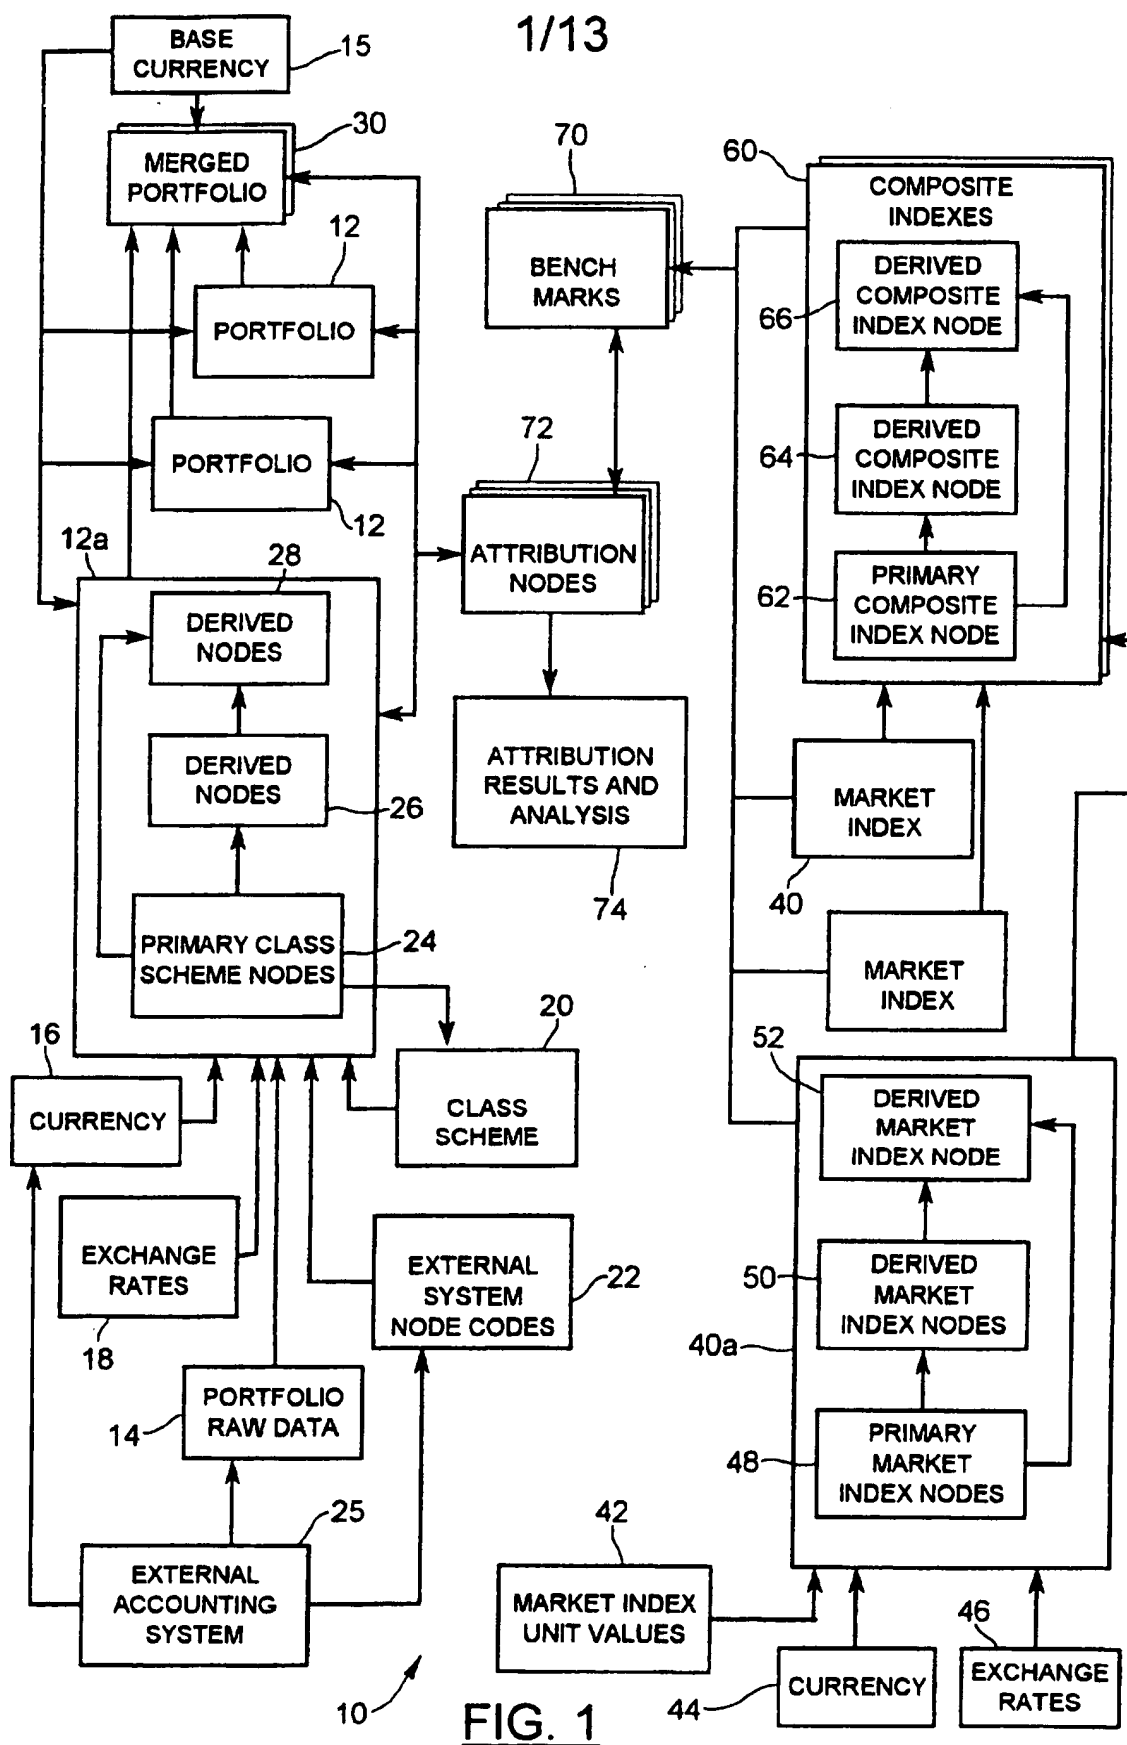 1/13
BASE
CURRENCY
15
30
MERGED
PORTFOLIO
12
PORTFOLIO
PORTFOLIO
12
12a
28
DERIVED
NODES
DERIVED
NODES
26
PRIMARY CLASS
SCHEME NODES
24
16
CURRENCY
20
CLASS
SCHEME
EXCHANGE
RATES
18
EXTERNAL
SYSTEM
NODE CODES
22
PORTFOLIO
RAW DATA
14
25
EXTERNAL
ACCOUNTING
SYSTEM
70
BENCH
MARKS
72
ATTRIBUTION
NODES
ATTRIBUTION
RESULTS AND
ANALYSIS
74
60
COMPOSITE
INDEXES
DERIVED
COMPOSITE
INDEX NODE
66
DERIVED
COMPOSITE
INDEX NODE
64
PRIMARY
COMPOSITE
INDEX NODE
62
MARKET
INDEX
40
MARKET
INDEX
52
DERIVED
MARKET
INDEX NODE
DERIVED
MARKET
INDEX NODES
50
40a
PRIMARY
MARKET
INDEX NODES
48
42
MARKET INDEX
UNIT VALUES
CURRENCY
44
46
EXCHANGE
RATES
10
FIG. 1